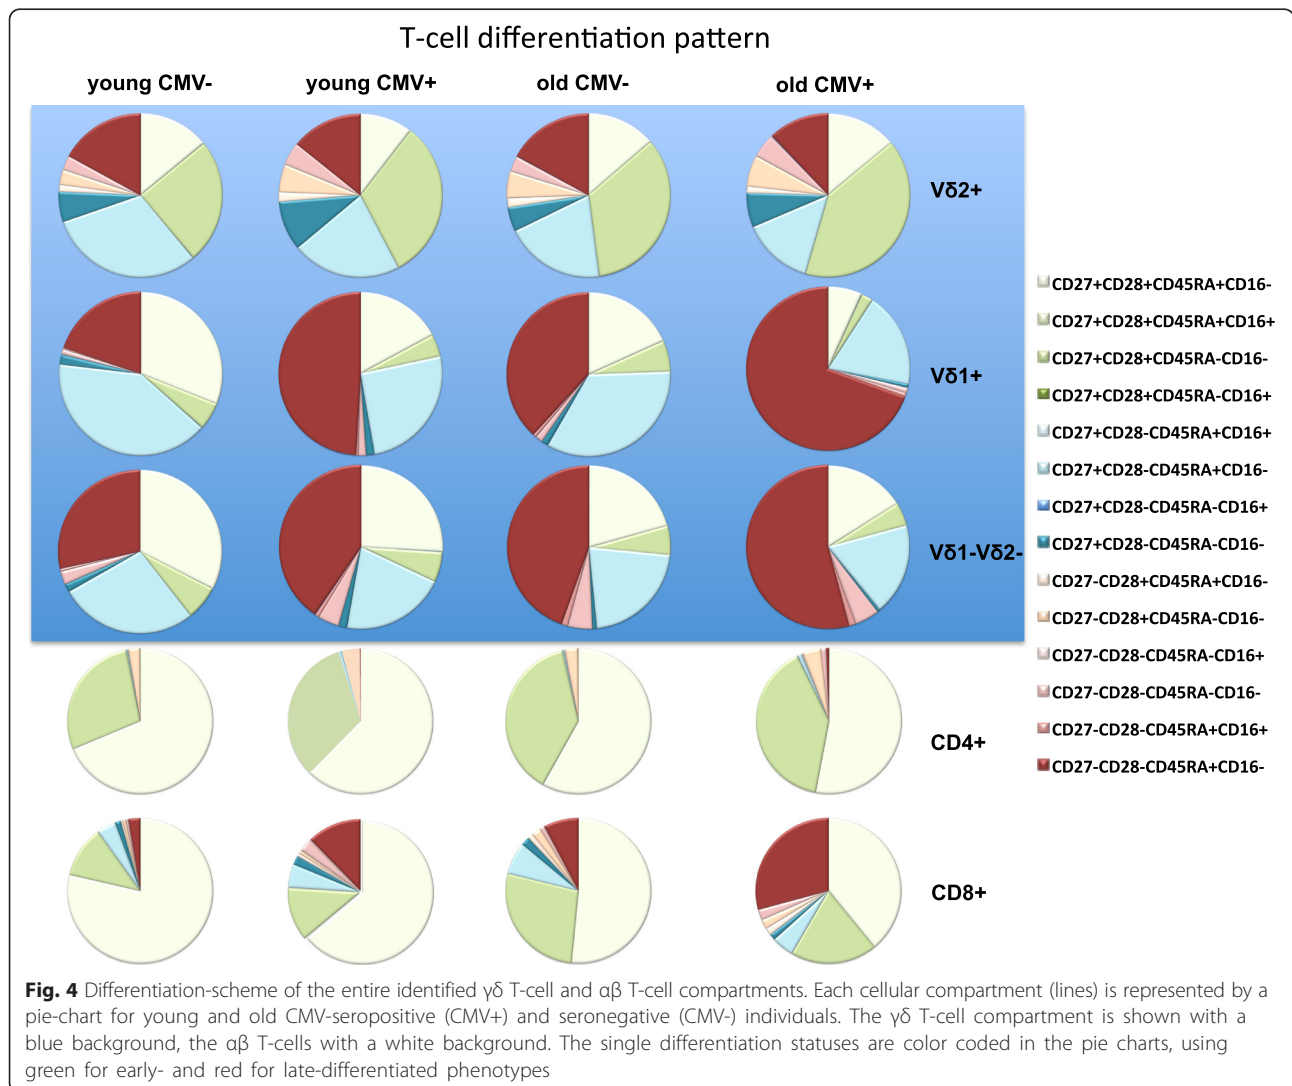 T-cell differentiation pattern
young CMV- young CMV+ old CMV- old CMV+
Vδ2+
Vδ1+
Vδ1-Vδ2-
CD4+
CD8+
CD27+CD28+CD45RA+CD16-
CD27+CD28+CD45RA+CD16+
CD27+CD28+CD45RA-CD16-
CD27+CD28+CD45RA-CD16+
CD27+CD28-CD45RA+CD16+
CD27+CD28-CD45RA+CD16-
CD27+CD28-CD45RA-CD16+
CD27+CD28-CD45RA-CD16-
CD27-CD28+CD45RA+CD16-
CD27-CD28+CD45RA-CD16-
CD27-CD28-CD45RA-CD16+
CD27-CD28-CD45RA-CD16-
CD27-CD28-CD45RA+CD16+
CD27-CD28-CD45RA+CD16-
Fig. 4 Differentiation-scheme of the entire identified γδ T-cell and αβ T-cell compartments. Each cellular compartment (lines) is represented by a
pie-chart for young and old CMV-seropositive (CMV+) and seronegative (CMV-) individuals. The γδ T-cell compartment is shown with a
blue background, the αβ T-cells with a white background. The single differentiation statuses are color coded in the pie charts, using
green for early- and red for late-differentiated phenotypes